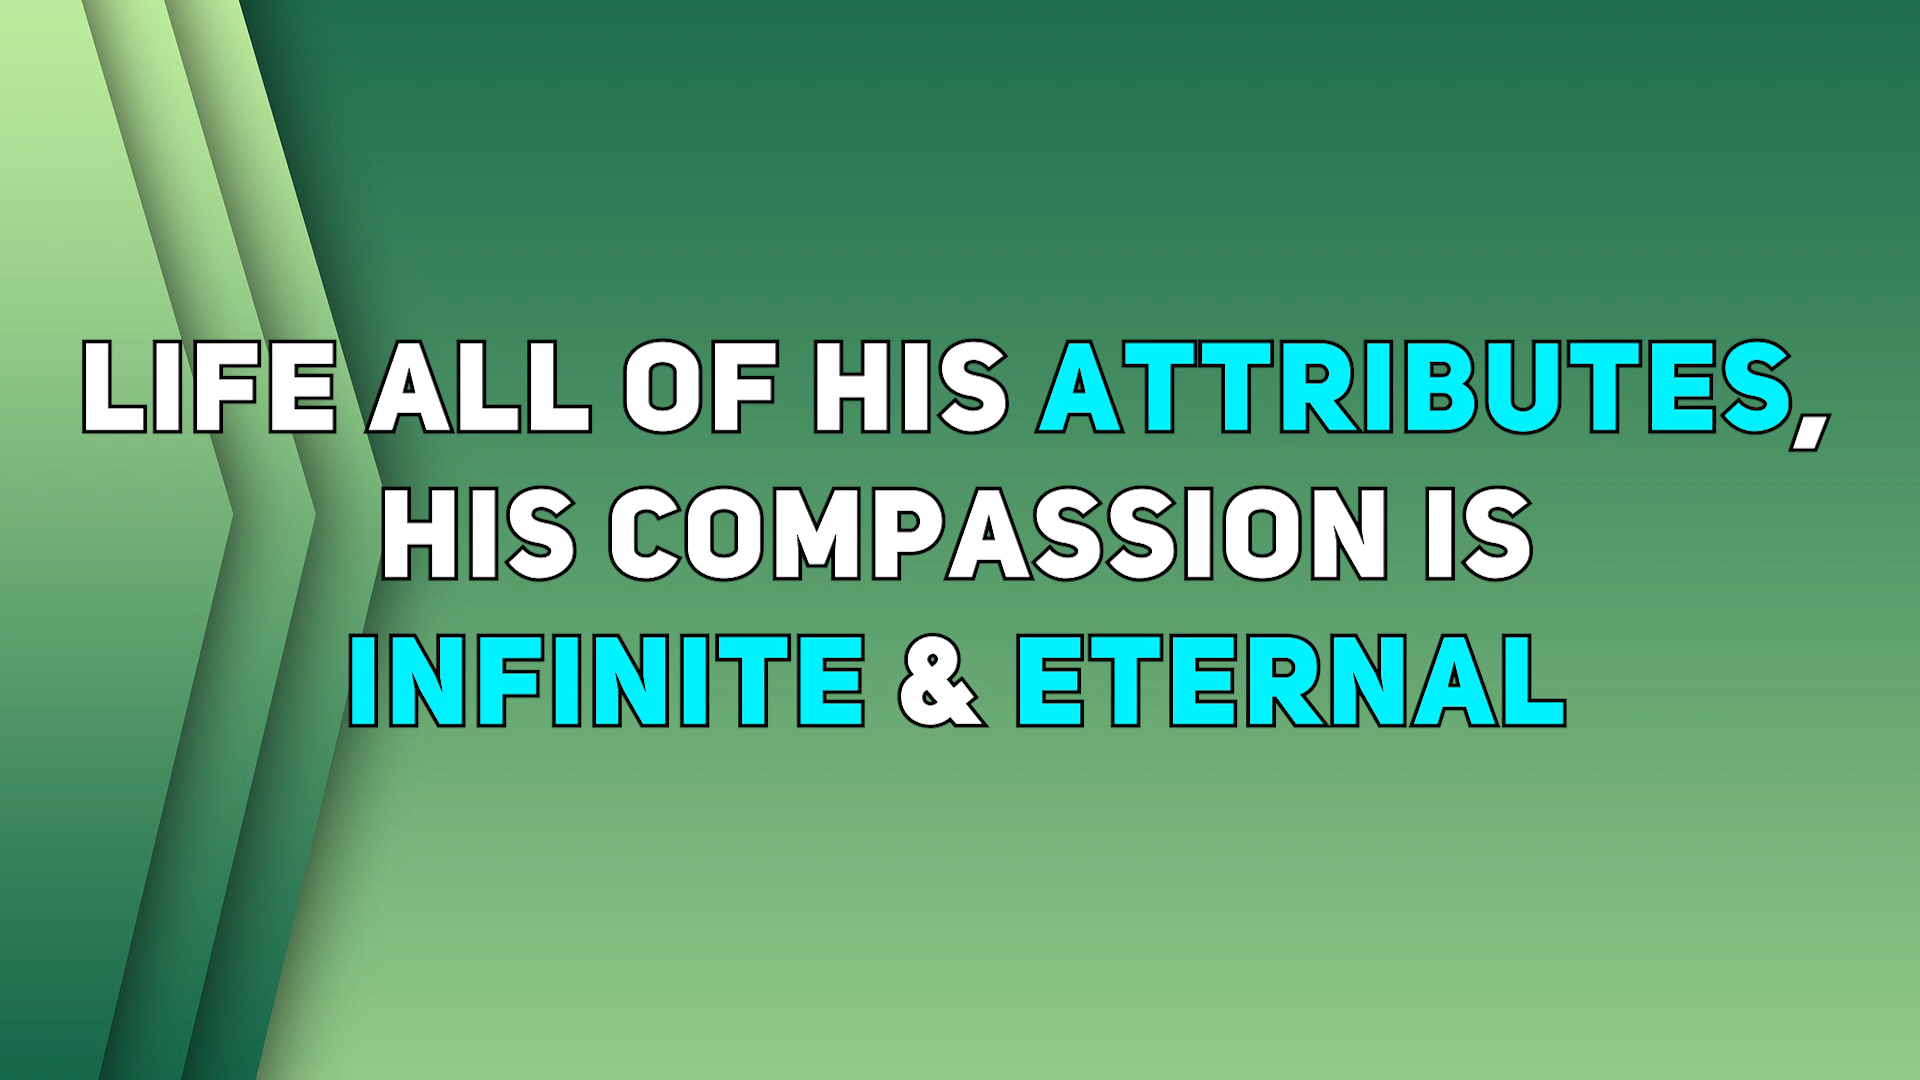 LIFE ALL OF HIS ATTRIBUTES,
HIS COMPASSION IS
INFINITE & ETERNAL